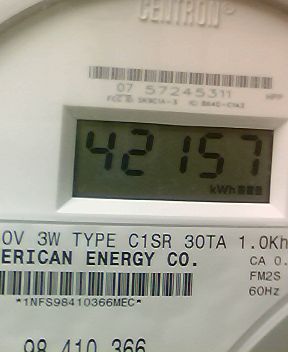 CENTRON®
07 57245311
42157
kWh
0V 3W TYPE C1SR 30TA 1.0Kh
ERICAN ENERGY CO.
CA 0.
FM2S
*1NFS98410366MEC*
60Hz
98 410 366